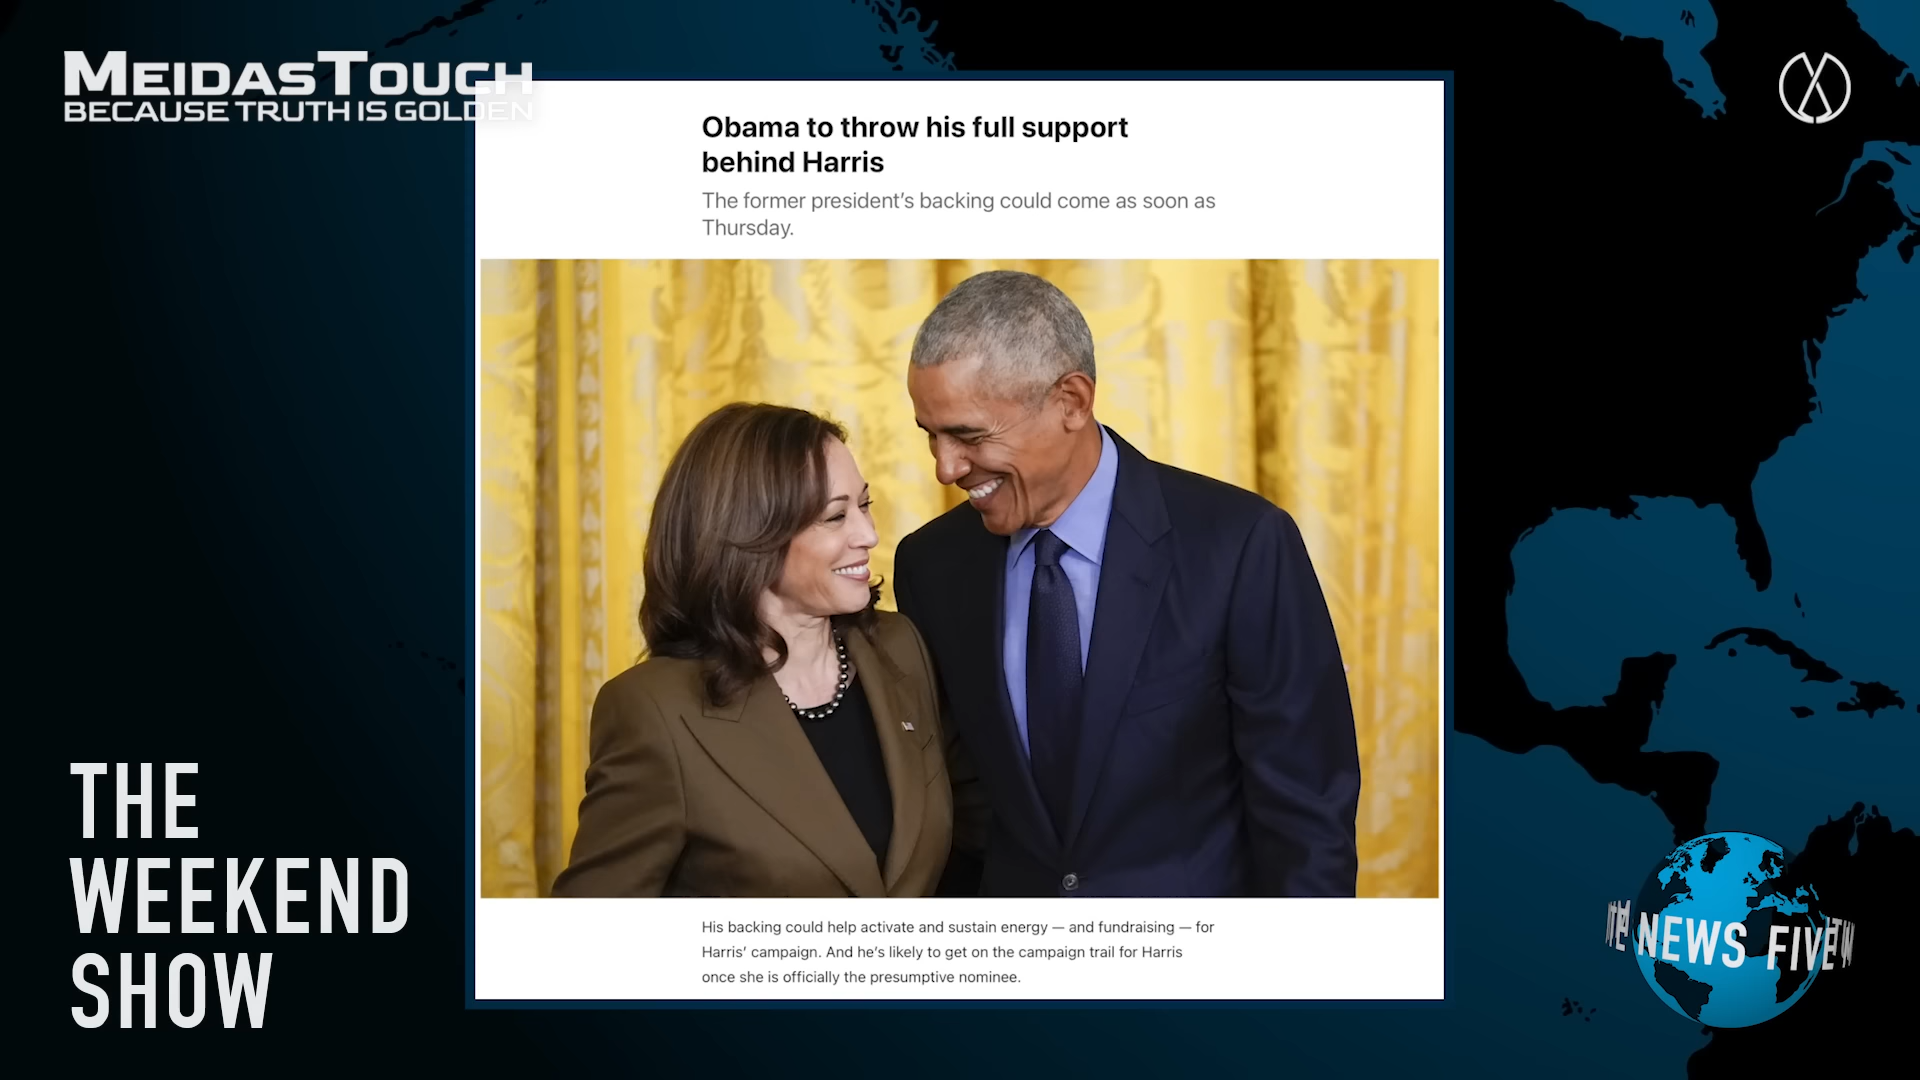 MEIDASTOUCH
BECAUSE TRUTH IS GOLDEN
Obama to throw his full support
behind Harris
The former president's backing could come as soon as
Thursday.
His backing could help activate and sustain energy — and fundraising — for
Harris' campaign. And he's likely to get on the campaign trail for Harris
once she is officially the presumptive nominee.
THE
WEEKEND
SHOW
NEWS FIVE